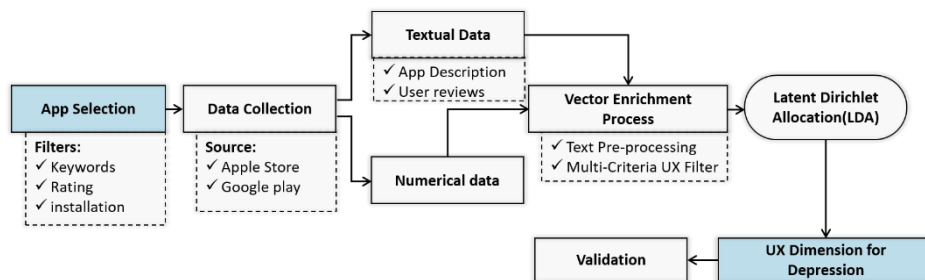 Textual Data
✓ App Description
✓ User reviews
App Selection
Filters:
✓ Keywords
✓ Rating
✓ installation
Data Collection
Source:
✓ Apple Store
✓ Google play
Numerical data
Vector Enrichment
Process
✓ Text Pre-processing
✓ Multi-Criteria UX Filter
Latent Dirichlet
Allocation(LDA)
UX Dimension for
Depression
Validation